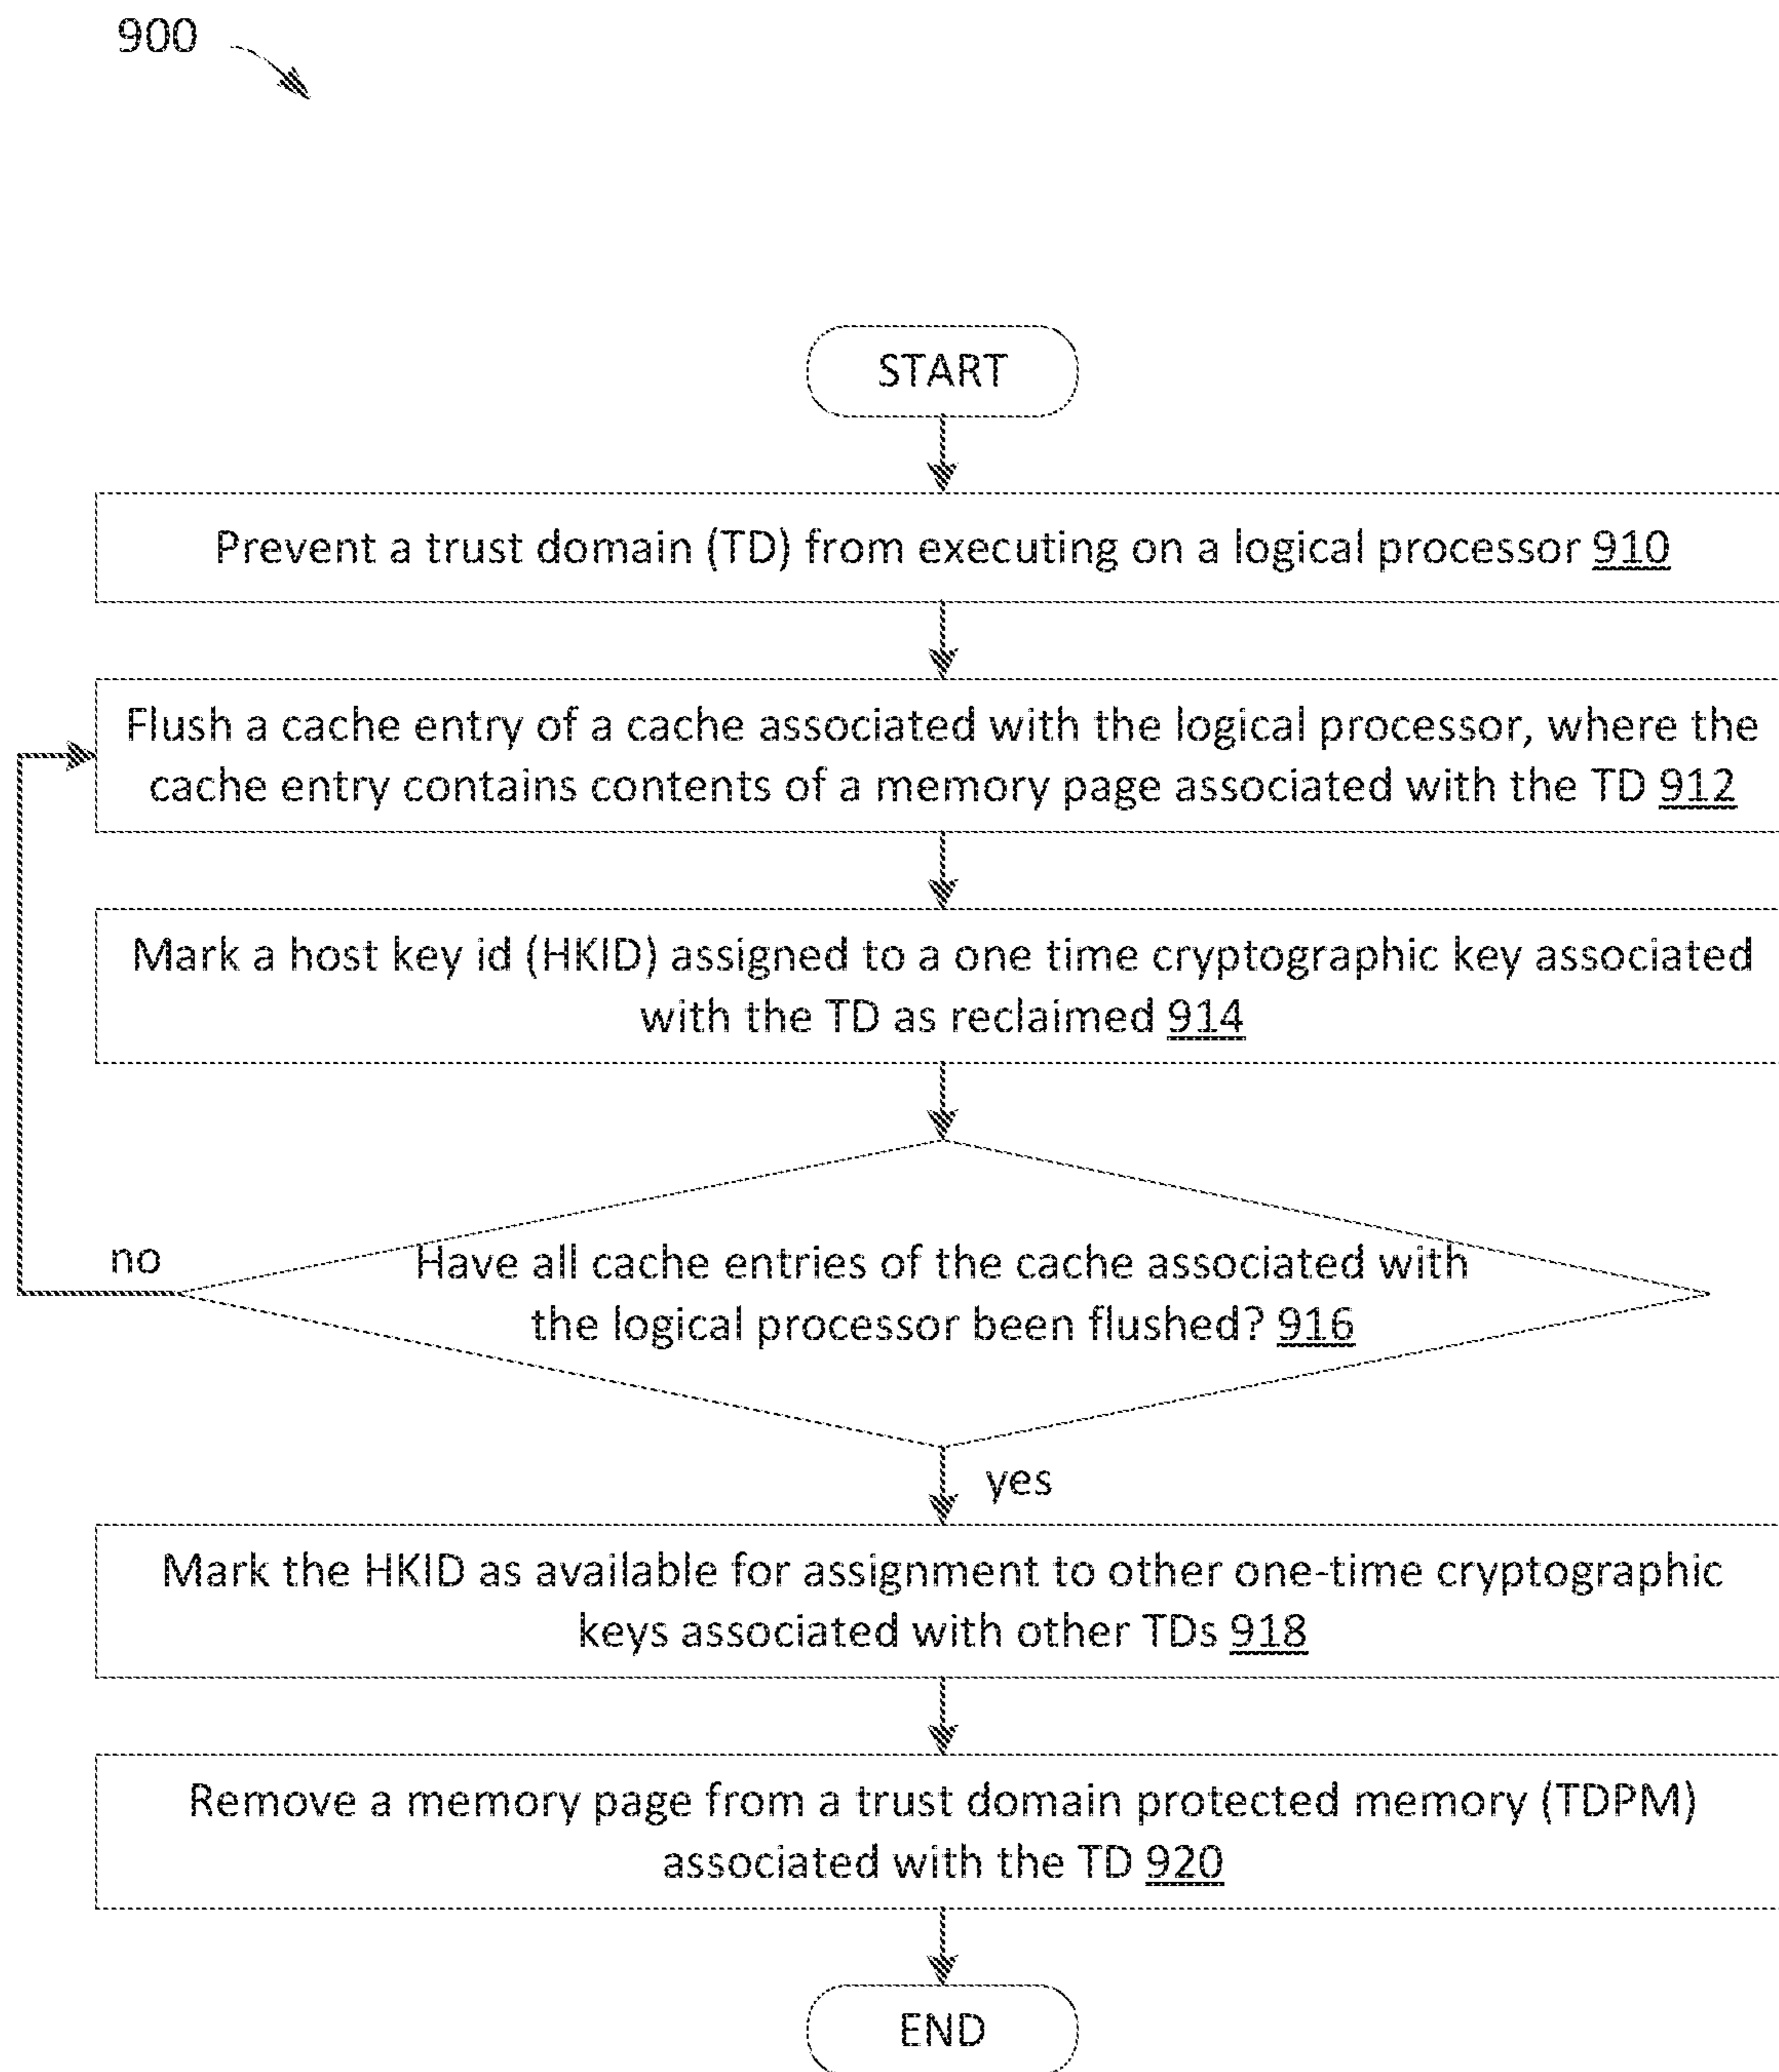 900
START
Prevent a trust domain (TD) from executing on a logical processor 910
Flush a cache entry of a cache associated with the logical processor, where the
cache entry contains contents of a memory page associated with the TD 912
Mark a host key id (HKID) assigned to a one time cryptographic key associated
with the TD as reclaimed 914
Have all cache entries of the cache associated with
the logical processor been flushed? 916
no
yes
Mark the HKID as available for assignment to other one-time cryptographic
keys associated with other TDs 918
Remove a memory page from a trust domain protected memory (TDPM)
associated with the TD 920
END